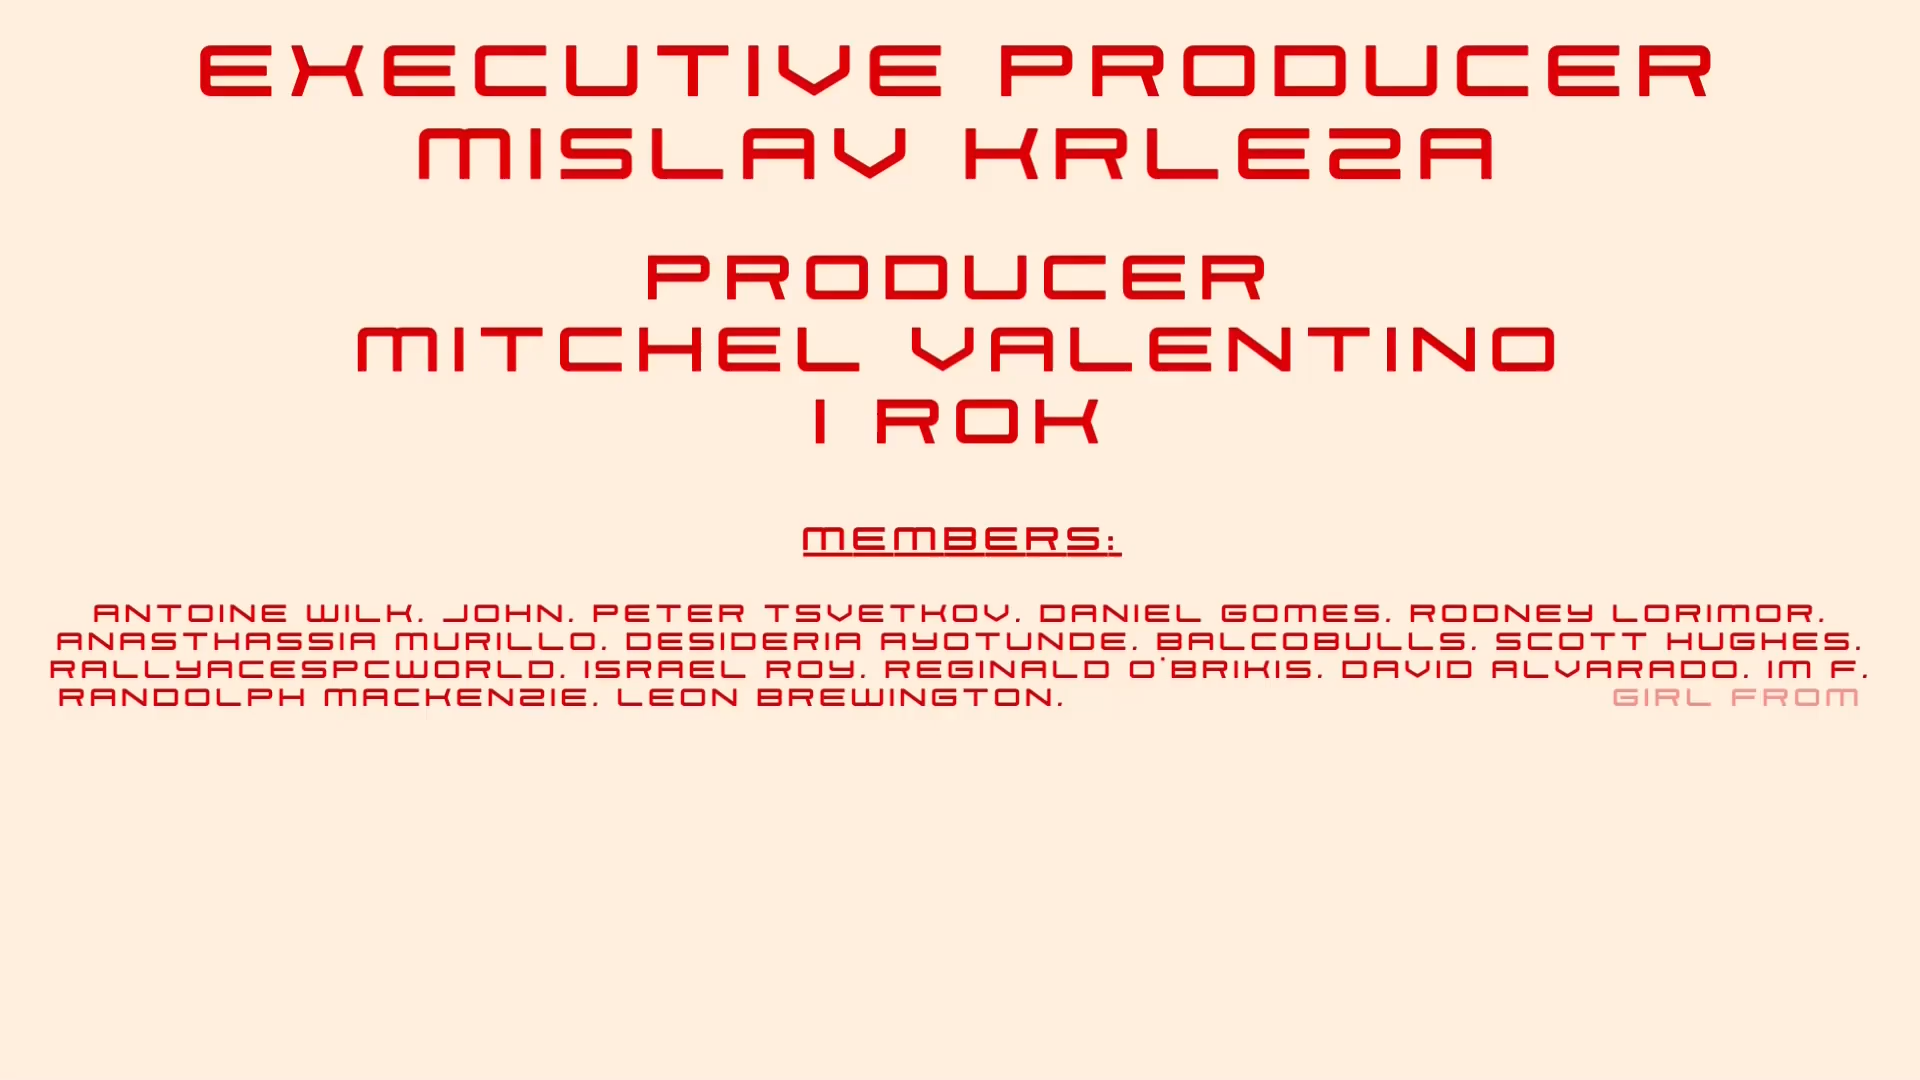 EXECUTIVE PRODUCER
MISLAV KRLEZA
PRODUCER
MITCHEL VALENTINO
I ROK
MEMBERS:
ANTOINE WILK. JOHN. PETER TSVETKOV. DANIEL GOMES. RODNEY LORIMOR.
ANASTHASSIA MURILLO. DESIDERIA AYOTUNDE. BALCOBULLS. SCOTT HUGHES.
RALLYACESPCWORLD. ISRAEL ROY. REGINALD O'BRIKIS. DAVID ALVARADO. IM F.
RANDOLPH MACKENZIE. LEON BREWINGTON. GIRL FROM